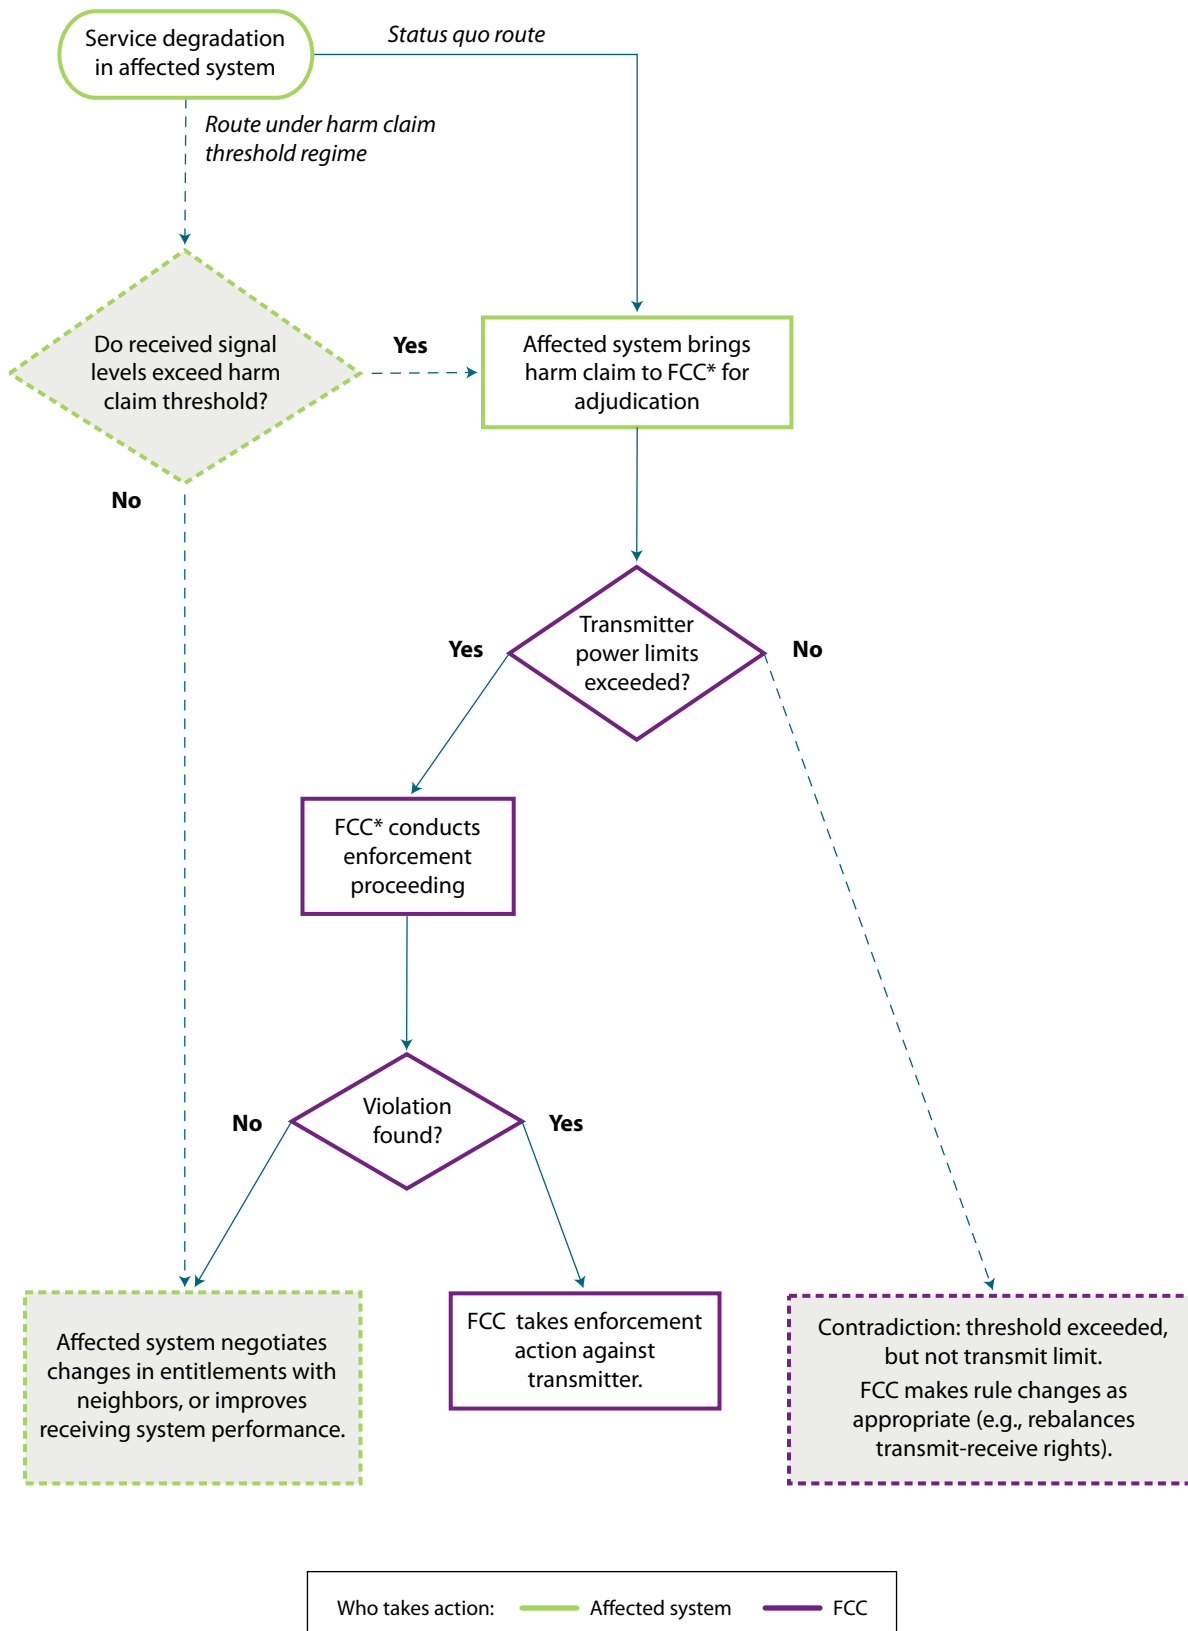 Service degradation
in affected system
Status quo route
Route under harm claim
threshold regime
Do received signal
levels exceed harm
claim threshold?
Yes
Affected system brings
harm claim to FCC* for
adjudication
No
Transmitter
power limits
exceeded?
Yes
No
FCC* conducts
enforcement
proceeding
Violation
found?
No
Yes
Affected system negotiates
changes in entitlements with
neighbors, or improves
receiving system performance.
FCC takes enforcement
action against
transmitter.
Contradiction: threshold exceeded,
but not transmit limit.
FCC makes rule changes as
appropriate (e.g., rebalances
transmit-receive rights).
Who takes action: Affected system FCC